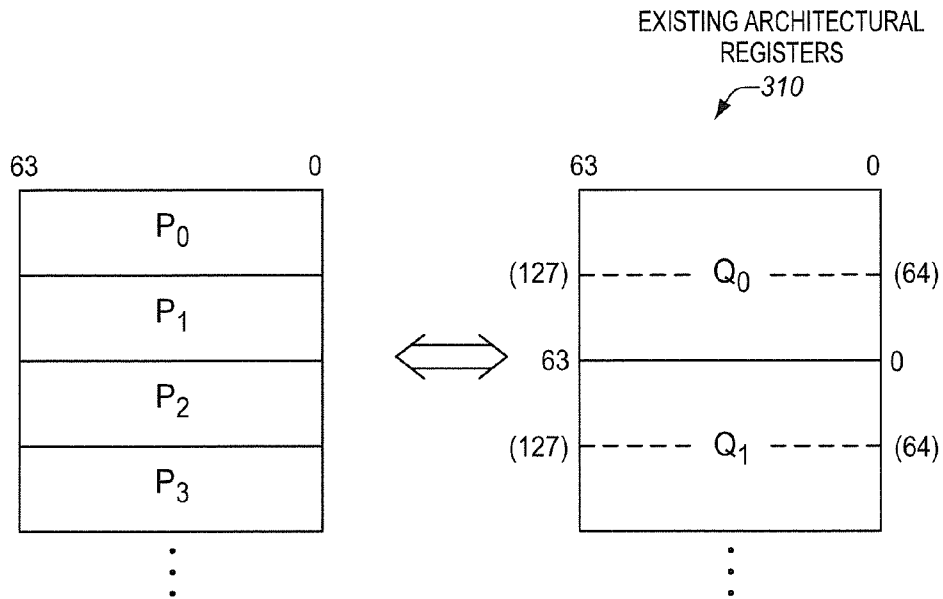 EXISTING ARCHITECTURAL
REGISTERS
310
63 0 63 0
P0
(127) Q0 (64)
P1
63 0
P2
(127) Q1 (64)
P3